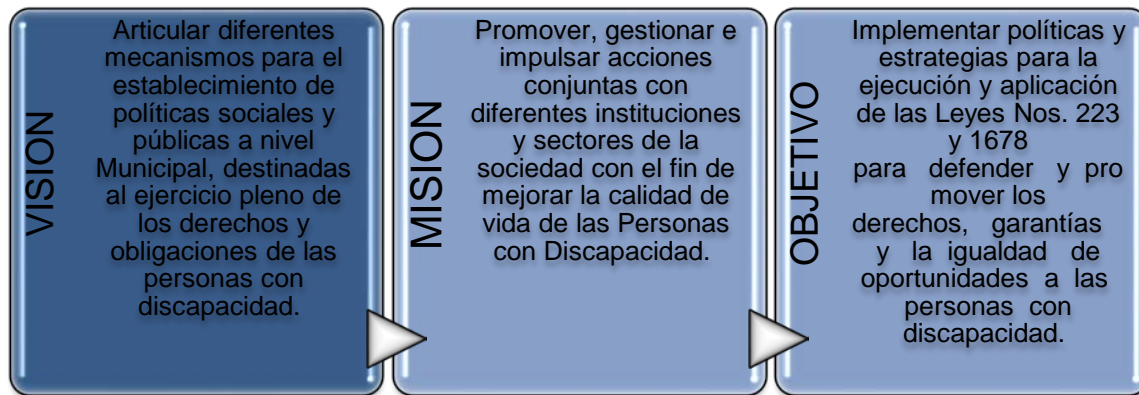 VISION
Articular diferentes
mecanismos para el
establecimiento de
políticas sociales y
públicas a nivel
Municipal, destinadas
al ejercicio pleno de
los derechos y
obligaciones de las
personas con
discapacidad.
MISION
Promover, gestionar e
impulsar acciones
conjuntas con
diferentes instituciones
y sectores de la
sociedad con el fin de
mejorar la calidad de
vida de las Personas
con Discapacidad.
OBJETIVO
Implementar políticas y
estrategias para la
ejecución y aplicación
de las Leyes Nos. 223
y 1678
para defender y pro
mover los
derechos, garantías
y la igualdad de
oportunidades a las
personas con
discapacidad.